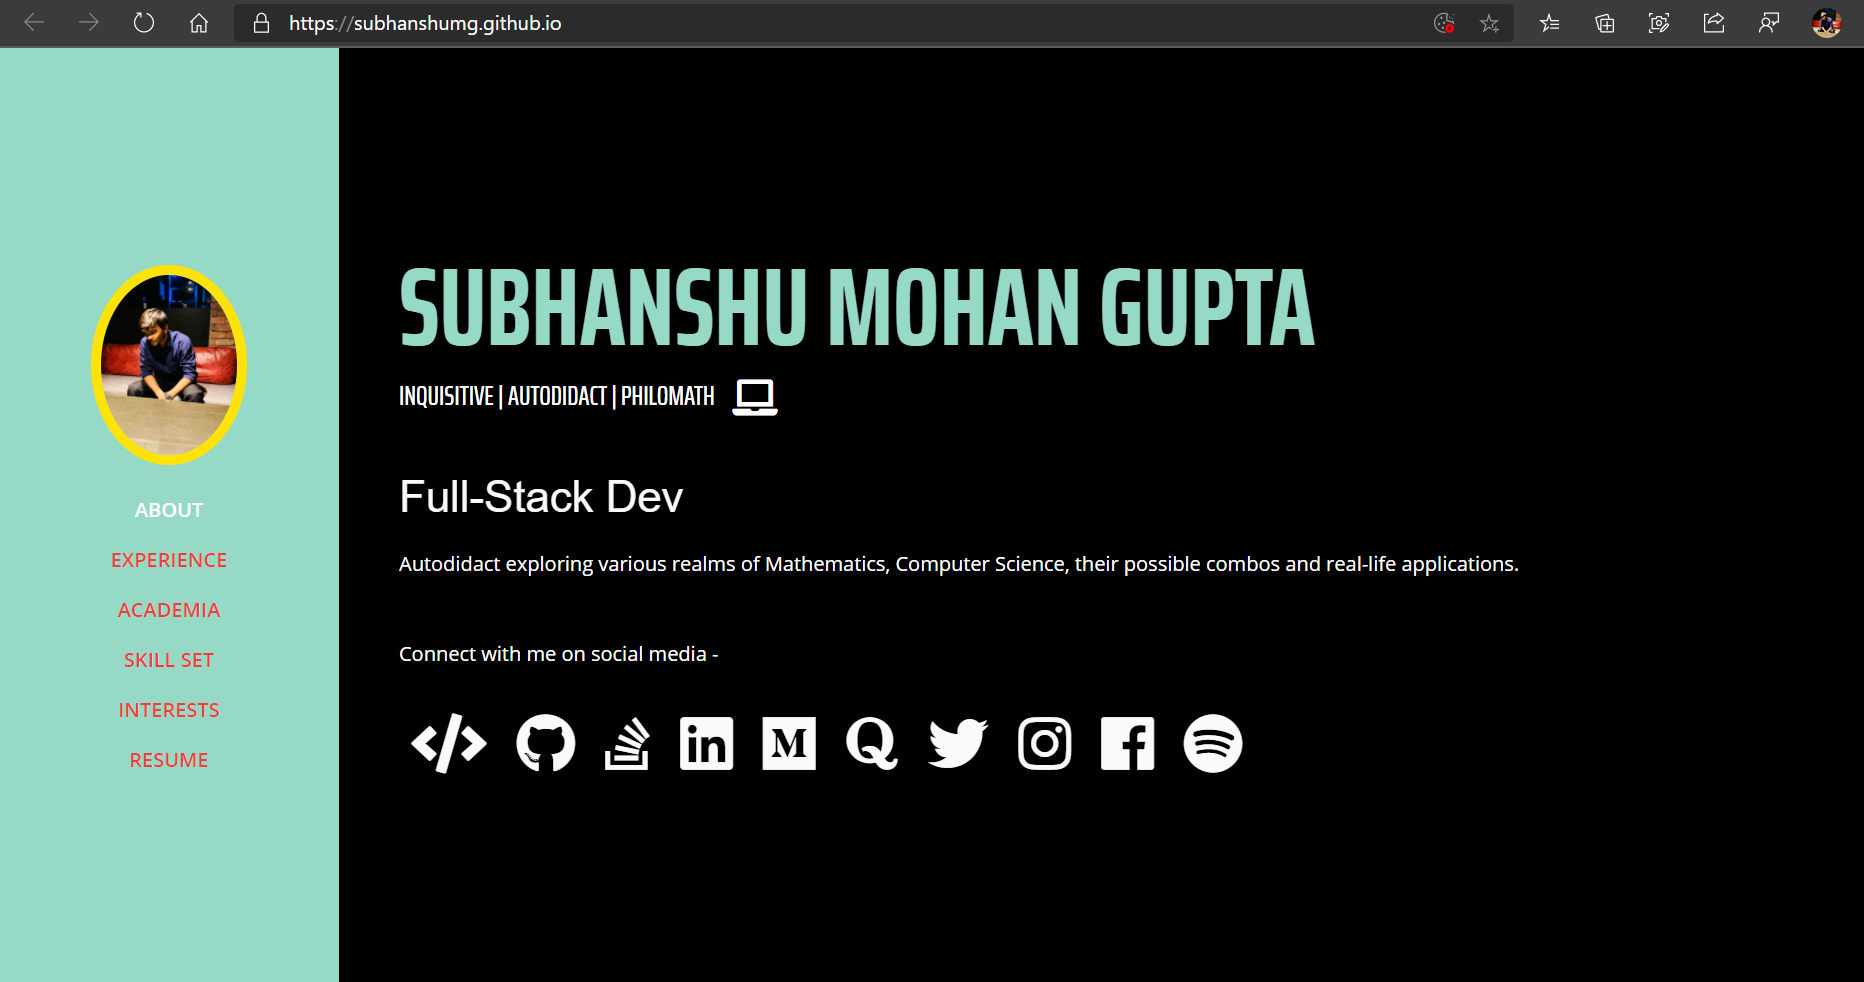 https://subhanshumg.github.io
ABOUT
EXPERIENCE
ACADEMIA
SKILL SET
INTERESTS
RESUME
SUBHANSHU MOHAN GUPTA
INQUISITIVE | AUTODIDACT | PHILOMATH
Full-Stack Dev
Autodidact exploring various realms of Mathematics, Computer Science, their possible combos and real-life applications.
Connect with me on social media -